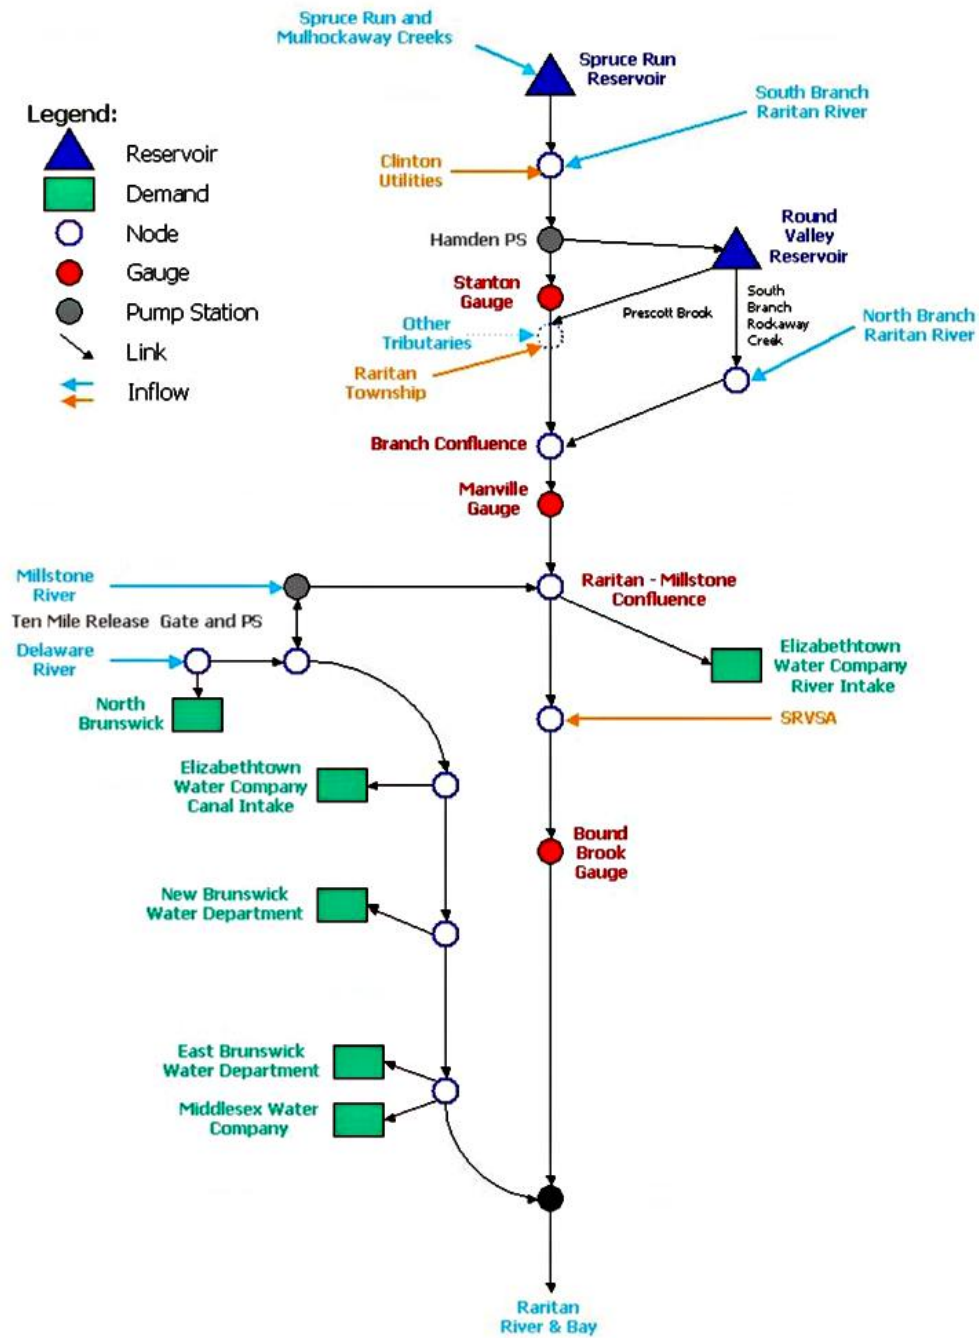 Spruce Run and
Mulhockaway Creeks
Spruce Run
Reservoir
South Branch
Raritan River
Legend:
Reservoir
Demand
Node
Gauge
Pump Station
Link
Inflow
Clinton
Utilities
Hamden PS
Round
Valley
Reservoir
Stanton
Gauge
Prescott Brook
South
Branch
Rockaway
Creek
Other
Tributaries
North Branch
Raritan River
Raritan
Township
Branch Confluence
Manville
Gauge
Millstone
River
Raritan - Millstone
Confluence
Ten Mile Release Gate and PS
Delaware
River
Elizabethtown
Water Company
River Intake
North
Brunswick
SRVSA
Elizabethtown
Water Company
Canal Intake
Bound
Brook
Gauge
New Brunswick
Water Department
East Brunswick
Water Department
Middlesex Water
Company
Raritan
River & Bay